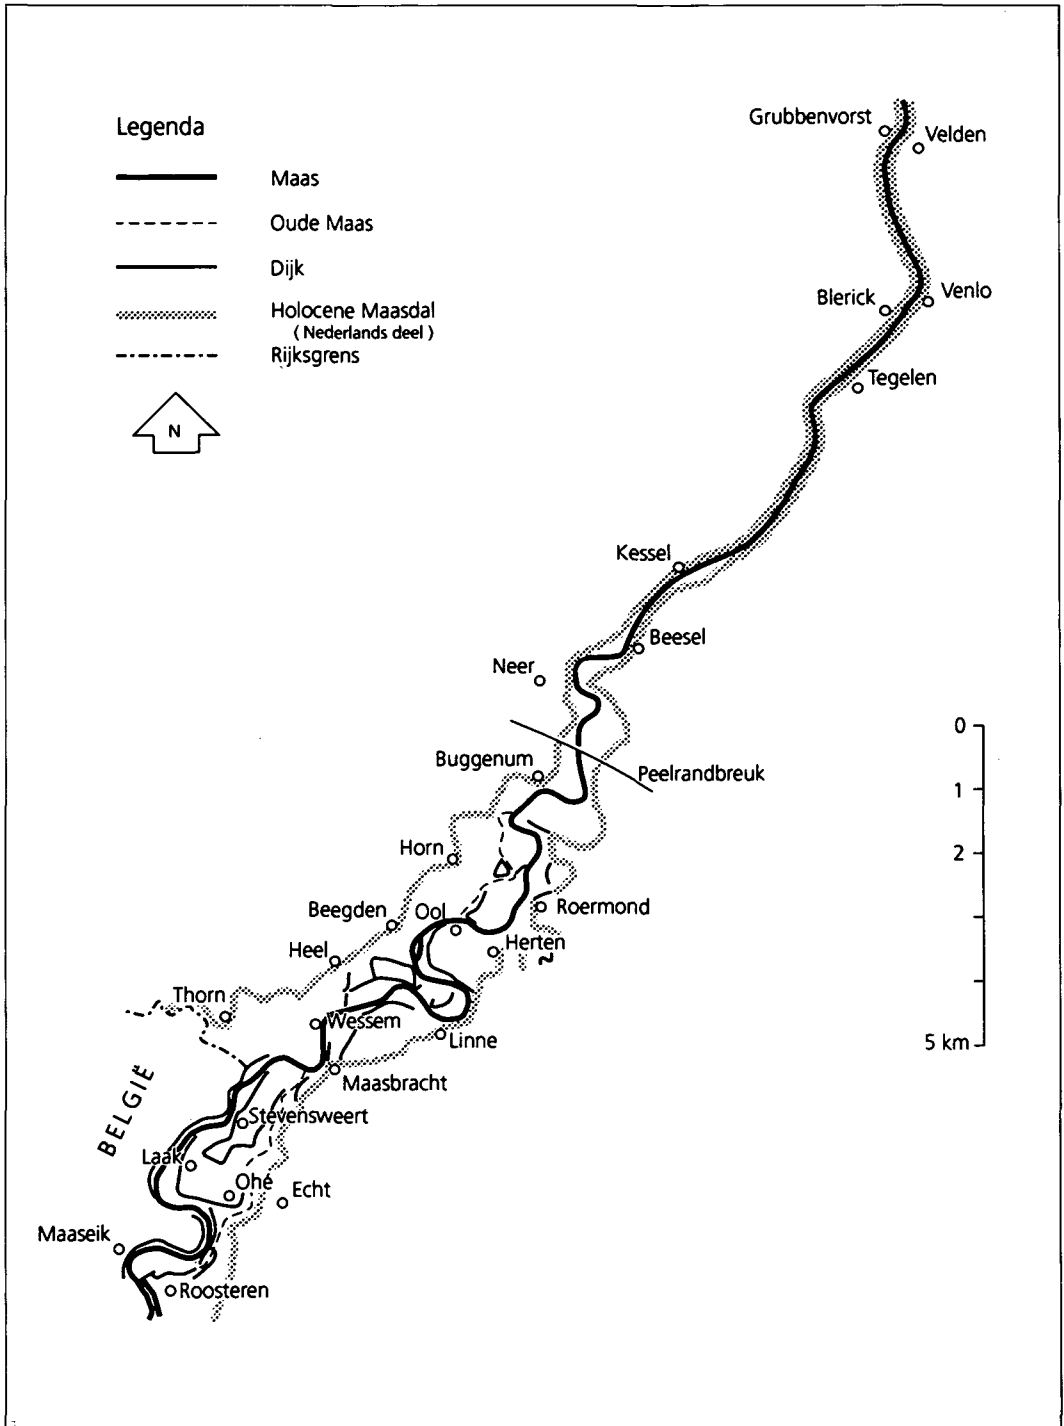 Legenda
Maas
Oude Maas
Dijk
Holocene Maasdal
( Nederlands deel )
Rijksgrens
N
Grubbenvorst
Velden
Blerick
Venlo
Tegelen
Kessel
Beesel
Neer
Buggenum
Peelrandbreuk
Horn
Roermond
Beegden
Ool
Herten
Heel
Thorn
Wessem
Linne
Maasbracht
BELGIË
Stevensweert
Laak
Ohé
Echt
Maaseik
Roosteren
0
1
2
5 km